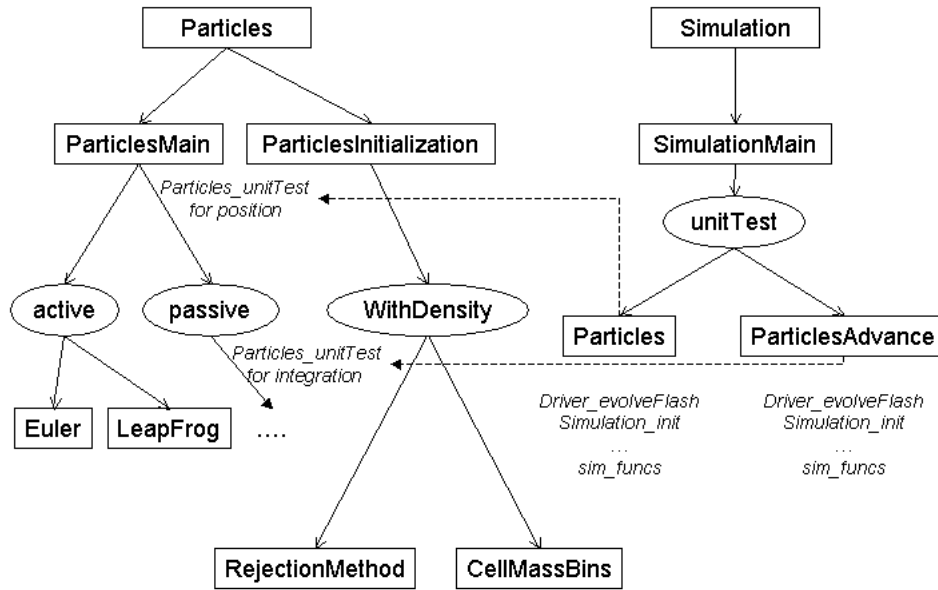 Particles
Simulation
ParticlesMain
ParticlesInitialization
SimulationMain
Particles_unitTest
for position
unitTest
active
passive
WithDensity
Particles
ParticlesAdvance
Particles_unitTest
for integration
Euler
LeapFrog
....
Driver_evolveFlash
Simulation_init
...
sim_funcs
Driver_evolveFlash
Simulation_init
...
sim_funcs
RejectionMethod
CellMassBins